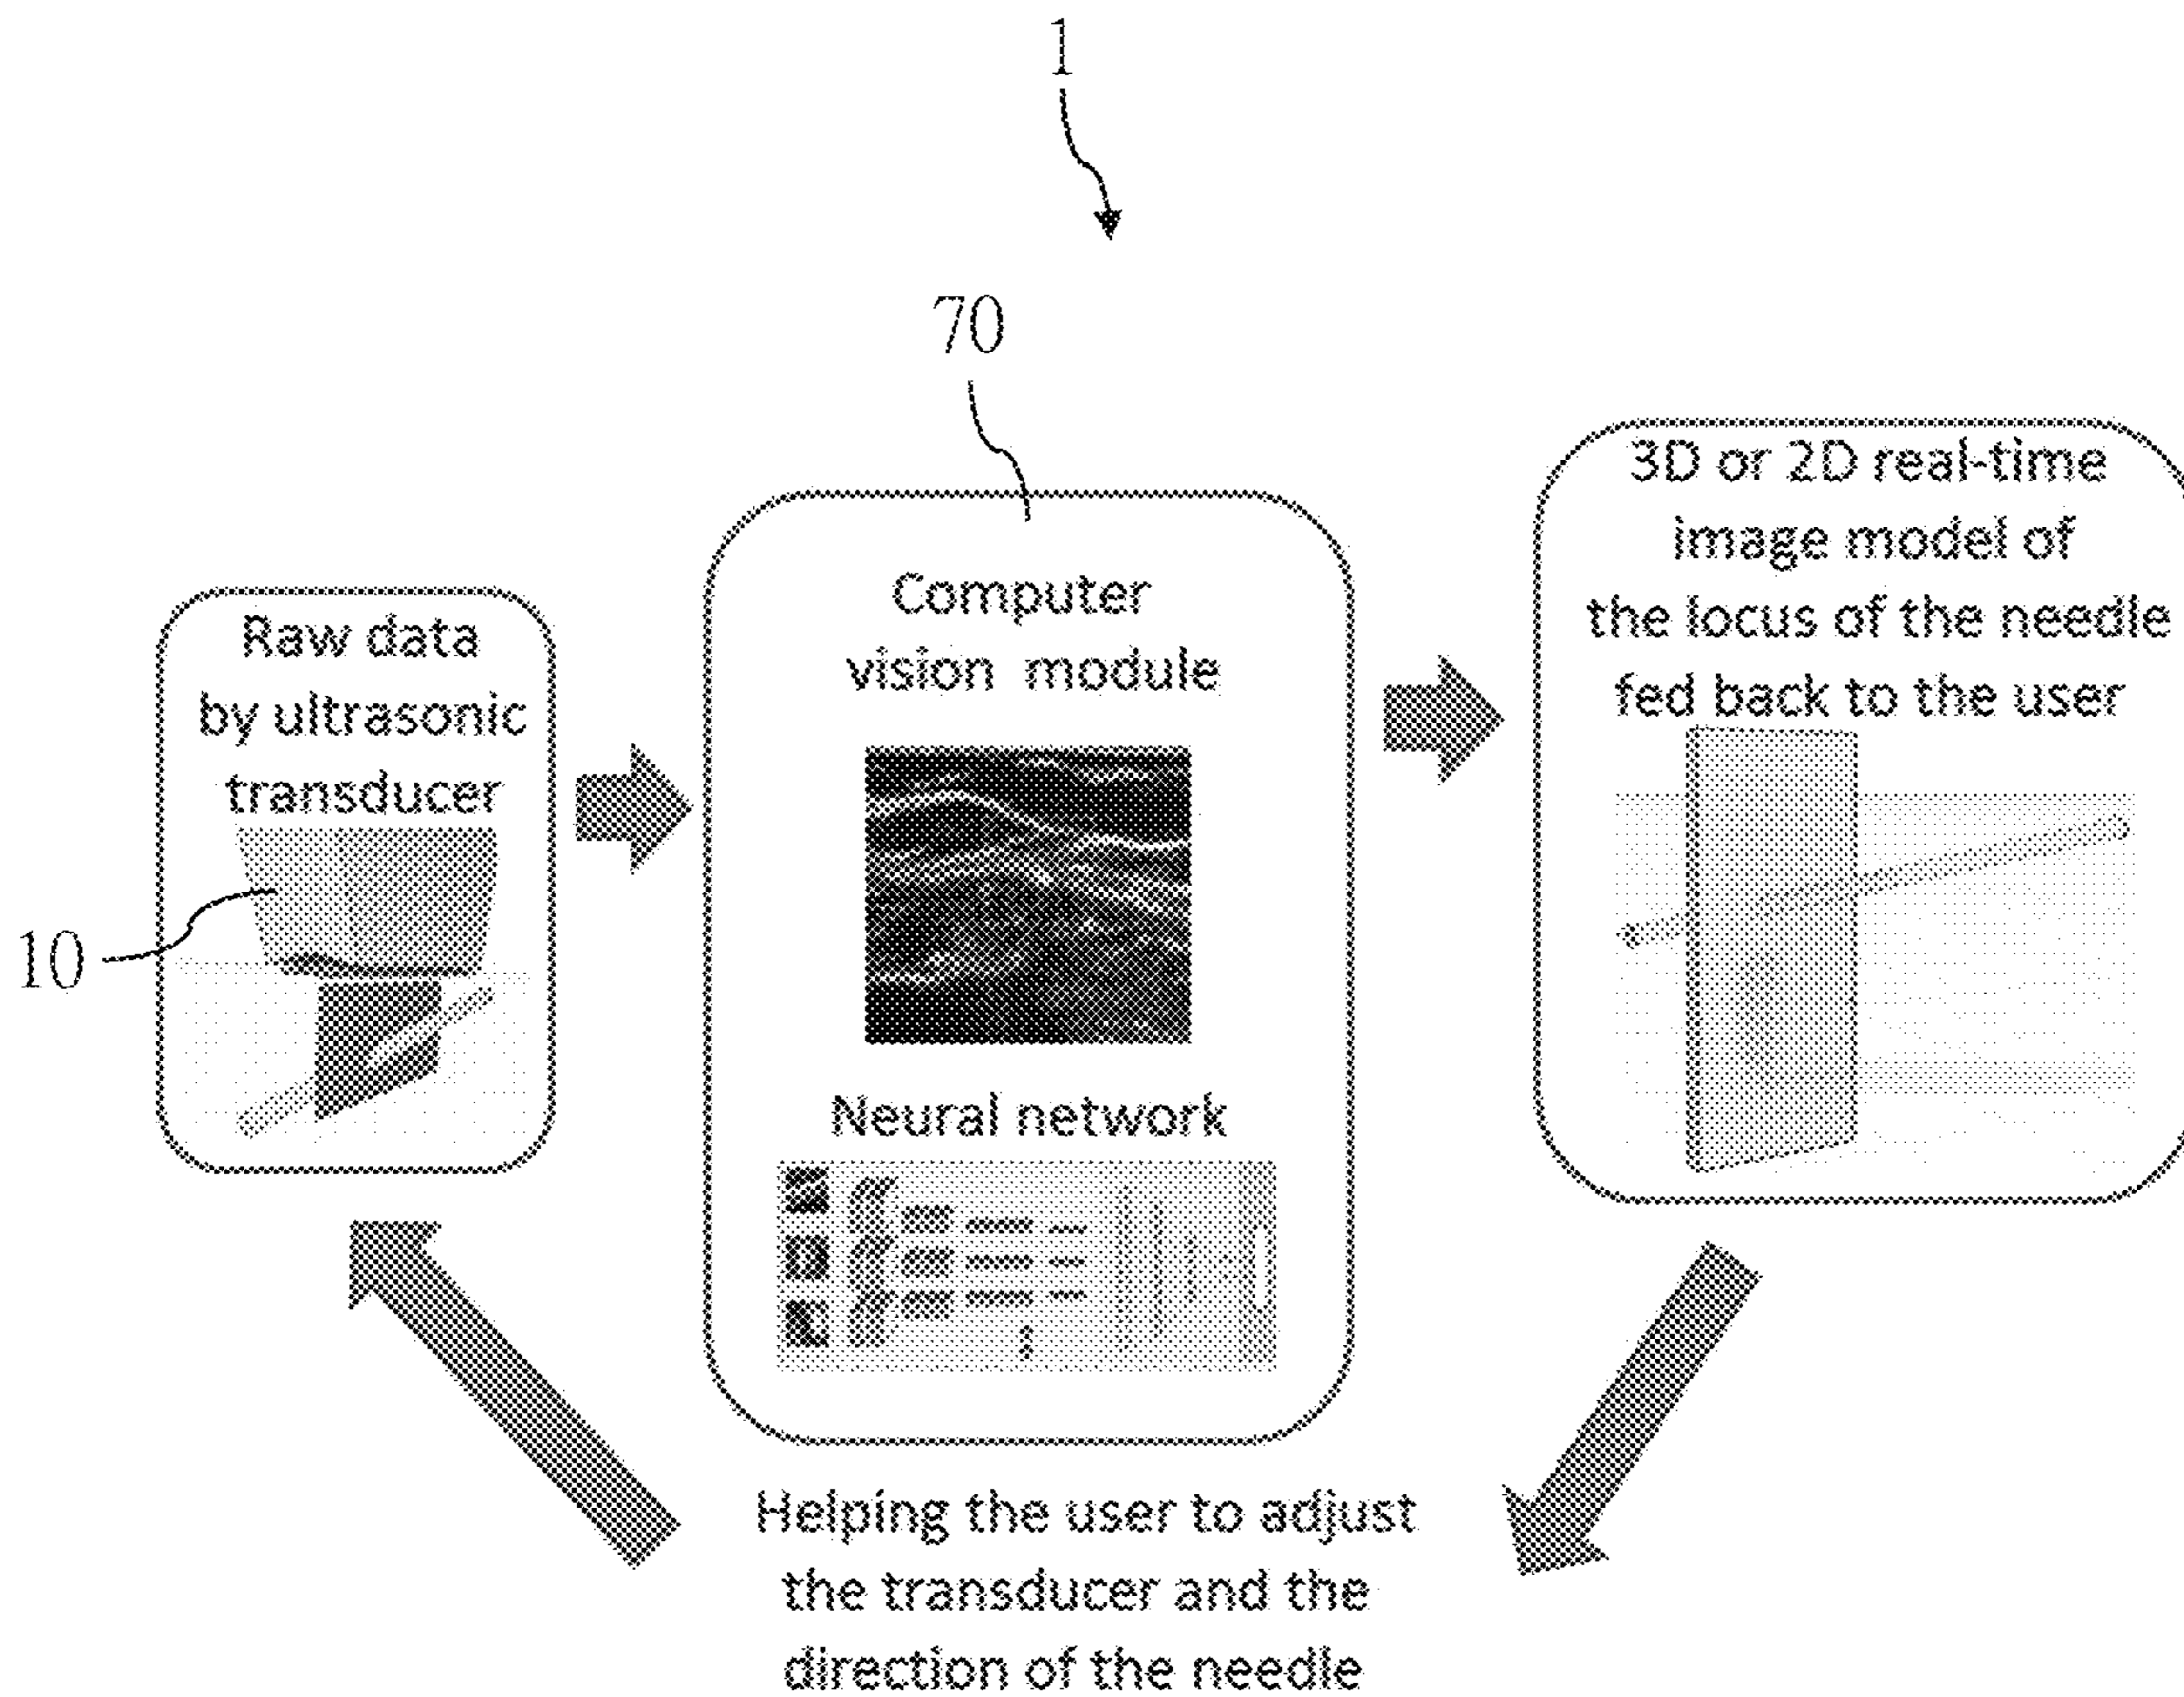 1
70
10
Raw data
by ultrasonic
transducer
Computer
vision module
Neural network
3D or 2D real-time
image model of
the locus of the needle
fed back to the user
Helping the user to adjust
the transducer and the
direction of the needle